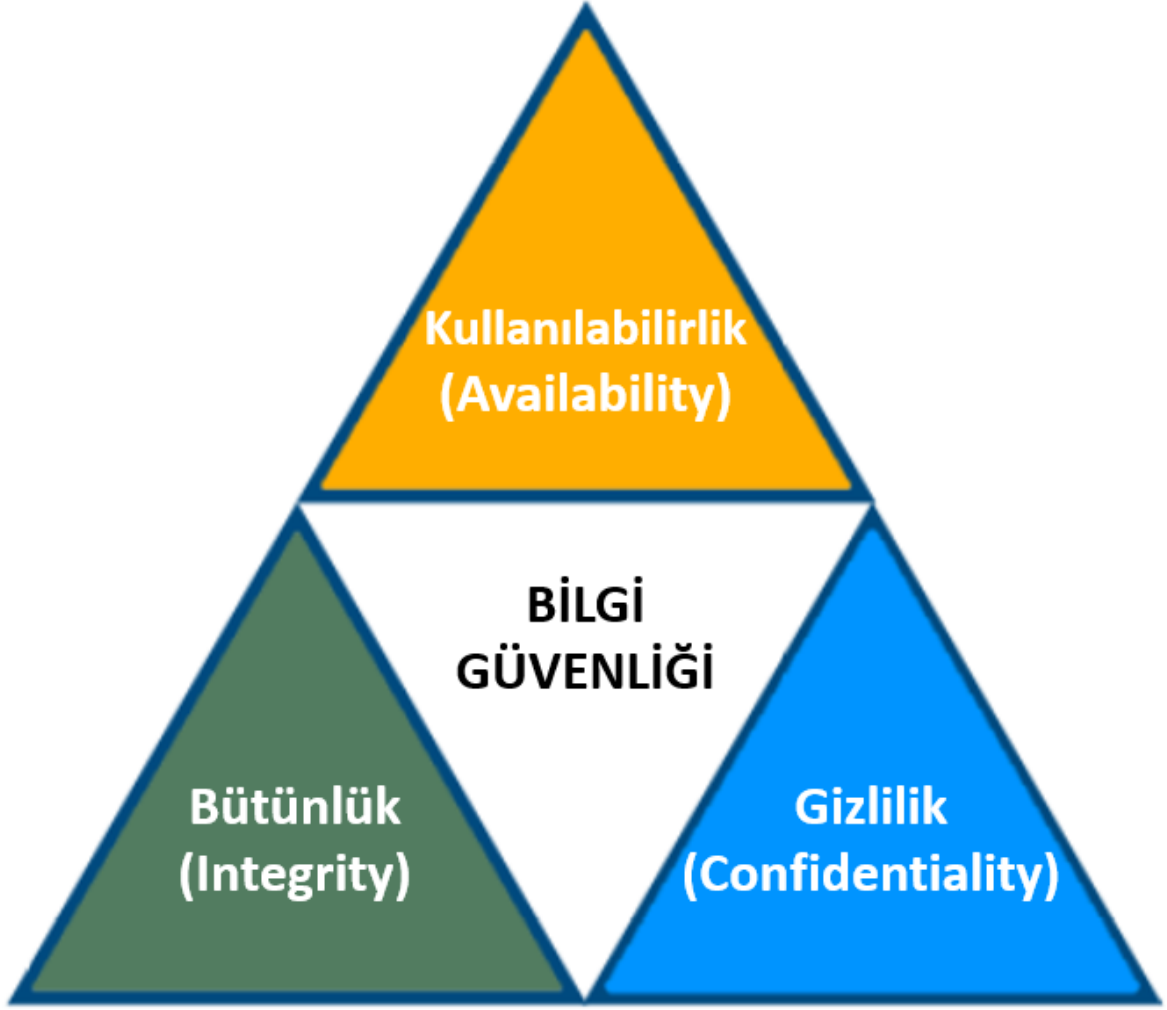 Kullanılabilirlik
(Availability)
BİLGİ
GÜVENLİĞİ
Bütünlük
(Integrity)
Gizlilik
(Confidentiality)